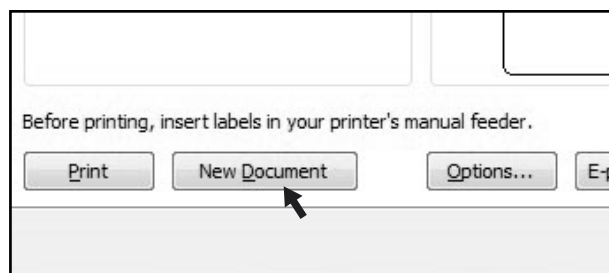 Before printing, insert labels in your printer's manual feeder.
Print New Document Options...